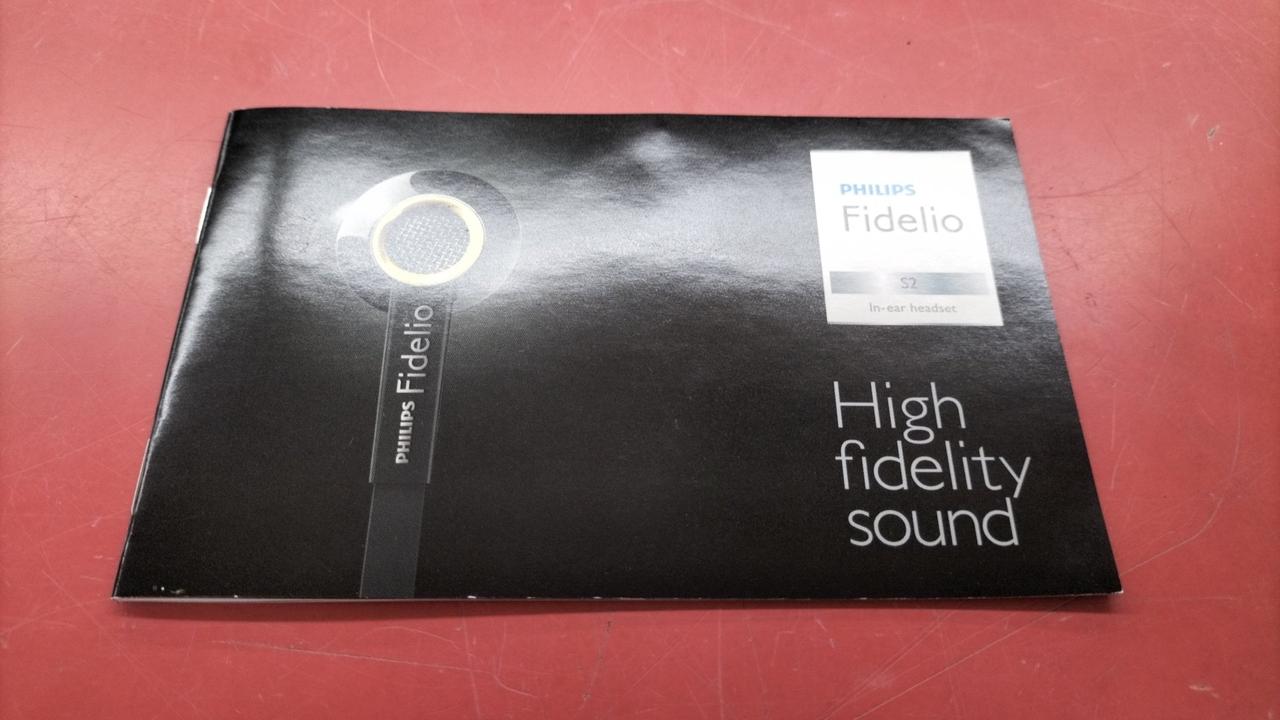 PHILIPS
Fidelio
S2
In-ear headset
PHILIPS Fidelio
High
fidelity
sound